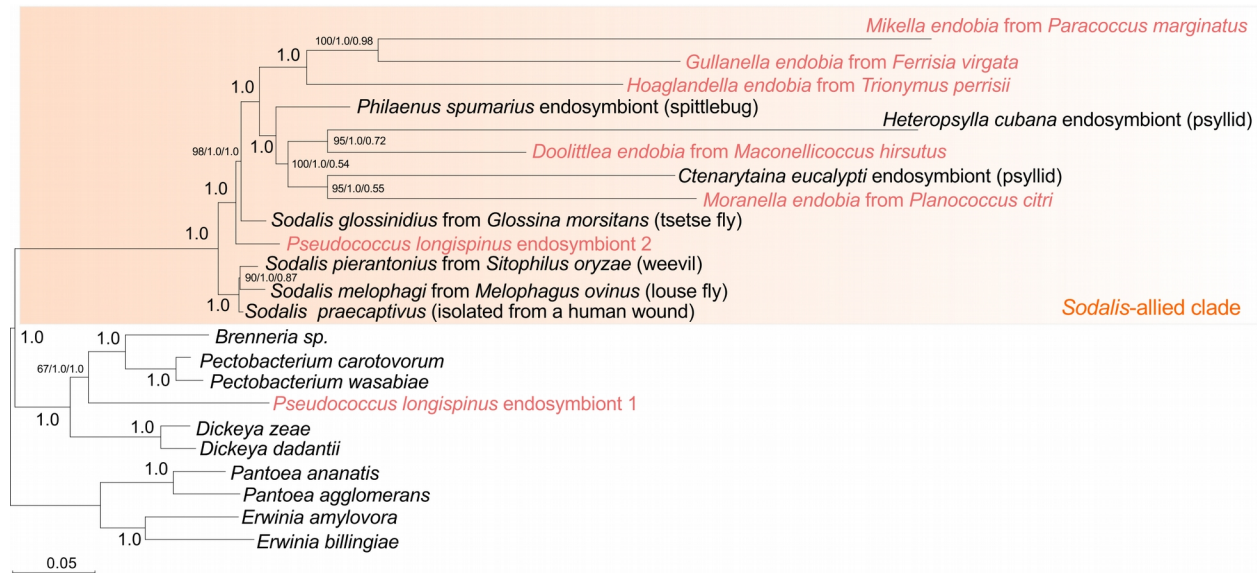 Mikella endobia from Paracoccus marginatus
100/1.0/0.98
1.0
Gullanella endobia from Ferrisia virgata
1.0
Hoaglandella endobia from Trionymus perrisii
Philaenus spumarius endosymbiont (spittlebug)
Heteropsylla cubana endosymbiont (psyllid)
95/1.0/0.72
98/1.0/1.0
1.0
Doolittlea endobia from Maconellicoccus hirsutus
100/1.0/0.54
Ctenarytaina eucalypti endosymbiont (psyllid)
1.0
95/1.0/0.55
Moranella endobia from Planococcus citri
Sodalis glossinidius from Glossina morsitans (tsetse fly)
1.0
Pseudococcus longispinus endosymbiont 2
Sodalis pierantonius from Sitophilus oryzae (weevil)
90/1.0/0.87
Sodalis melophagi from Melophagus ovinus (louse fly)
1.0
Sodalis praecaptivus (isolated from a human wound)
Sodalis-allied clade
1.0
1.0
Brenneria sp.
Pectobacterium carotovorum
67/1.0/1.0
1.0
Pectobacterium wasabiae
Pseudococcus longispinus endosymbiont 1
1.0
1.0
Dickeya zeae
Dickeya dadantii
1.0
Pantoea ananatis
Pantoea agglomerans
Erwinia amylovora
1.0
Erwinia billingiae
0.05